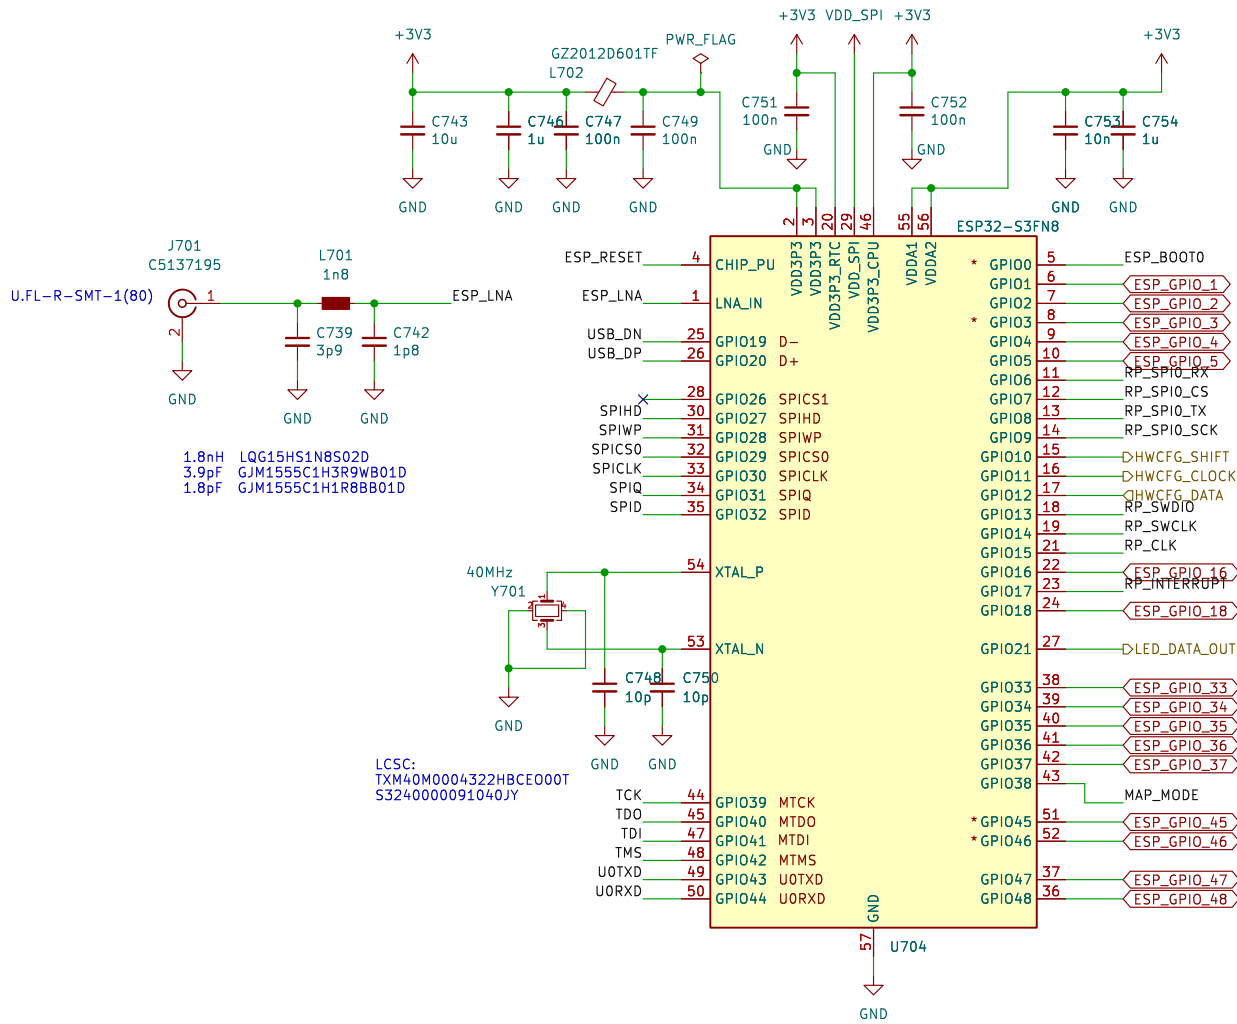 +3V3 VDD_SPI +3V3
+3V3
+3V3
PWR_FLAG
GZ2012D601TF
L702
C743
10u
C746
1u
C747
100n
C749
100n
C751
100n
C752
100n
C753
10n
C754
1u
GND
GND
GND
GND
GND
GND
GND
GND
2
3
20
29
46
55
56
ESP32-S3FN8
VDD3P3
VDD3P3
VDD3P3_RTC
VDD_SPI
VDD3P3_CPU
VDDA1
VDDA2
J701
C5137195
U.FL-R-SMT-1(80)
1
2
GND
L701
1n8
C739
3p9
C742
1p8
GND
GND
ESP_LNA
1.8nH LQG15HS1N8S02D
3.9pF GJM1555C1H3R9WB01D
1.8pF GJM1555C1H1R8BB01D
ESP_RESET 4 CHIP_PU
ESP_LNA 1 LNA_IN
USB_DN 25 GPIO19 D-
USB_DP 26 GPIO20 D+
28 GPIO26 SPICS1
SPIHD 30 GPIO27 SPIHD
SPIWP 31 GPIO28 SPIWP
SPICS0 32 GPIO29 SPICS0
SPICLK 33 GPIO30 SPICLK
SPIQ 34 GPIO31 SPIQ
SPID 35 GPIO32 SPID
54 XTAL_P
53 XTAL_N
40MHz
Y701
1
2
4
3
GND
C748
10p
C750
10p
GND
GND
LCSC:
TXM40M0004322HBCEO00T
S3240000091040JY
TCK 44 GPIO39 MTCK
TDO 45 GPIO40 MTDO
TDI 47 GPIO41 MTDI
TMS 48 GPIO42 MTMS
U0TXD 49 GPIO43 U0TXD
U0RXD 50 GPIO44 U0RXD
* GPIO0 5 ESP_BOOT0
GPIO1 6 ESP_GPIO_1
GPIO2 7 ESP_GPIO_2
* GPIO3 8 ESP_GPIO_3
GPIO4 9 ESP_GPIO_4
GPIO5 10 ESP_GPIO_5
GPIO6 11 RP_SPI0_RX
GPIO7 12 RP_SPI0_CS
GPIO8 13 RP_SPI0_TX
GPIO9 14 RP_SPI0_SCK
GPIO10 15 HWCFG_SHIFT
GPIO11 16 HWCFG_CLOCK
GPIO12 17 HWCFG_DATA
GPIO13 18 RP_SWDIO
GPIO14 19 RP_SWCLK
GPIO15 21 RP_CLK
GPIO16 22 ESP_GPIO_16
GPIO17 23 RP_INTERRUPT
GPIO18 24 ESP_GPIO_18
GPIO21 27 LED_DATA_OUT
GPIO33 38 ESP_GPIO_33
GPIO34 39 ESP_GPIO_34
GPIO35 40 ESP_GPIO_35
GPIO36 41 ESP_GPIO_36
GPIO37 42 ESP_GPIO_37
GPIO38 43 MAP_MODE
* GPIO45 51 ESP_GPIO_45
* GPIO46 52 ESP_GPIO_46
GPIO47 37 ESP_GPIO_47
GPIO48 36 ESP_GPIO_48
GND
57
U704
GND